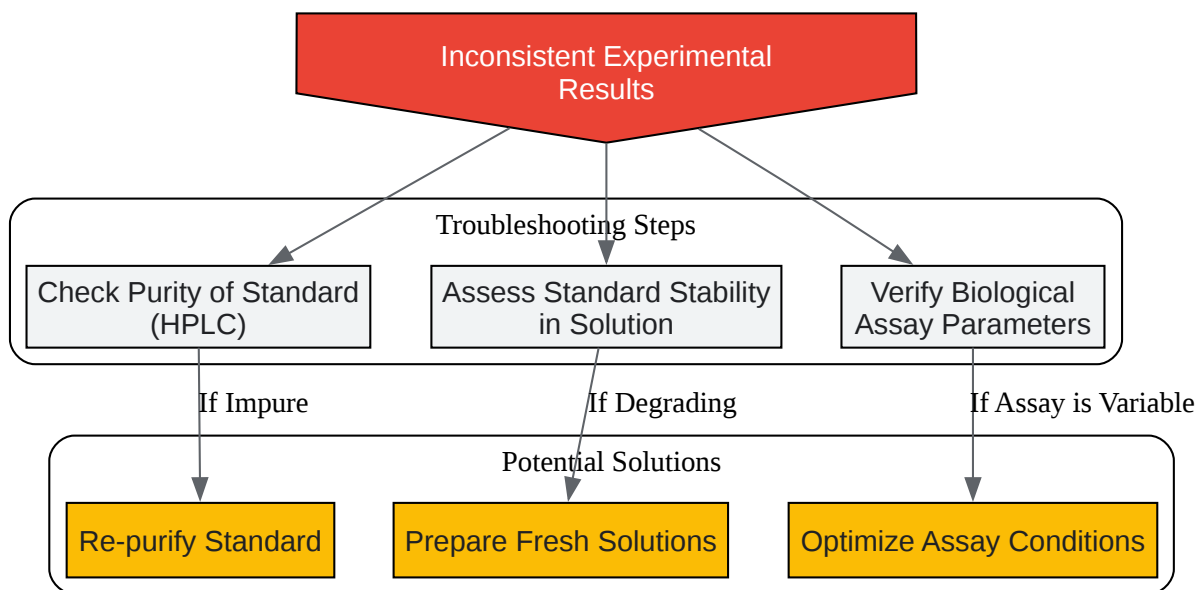 Inconsistent Experimental
Results
Troubleshooting Steps
Check Purity of Standard
(HPLC)
Assess Standard Stability
in Solution
Verify Biological
Assay Parameters
If Impure
If Degrading
If Assay is Variable
Potential Solutions
Re-purify Standard
Prepare Fresh Solutions
Optimize Assay Conditions